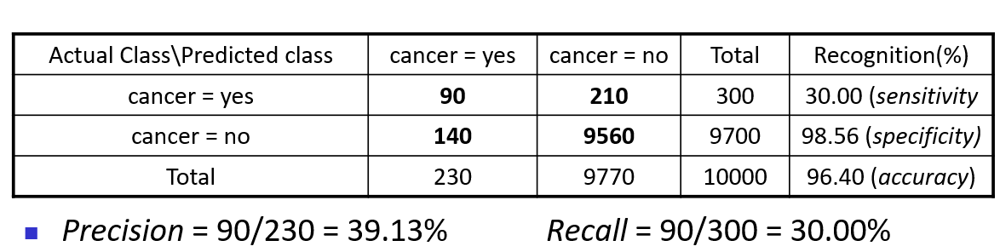 Actual Class\Predicted class cancer = yes cancer = no Total Recognition(%)
cancer = yes 90 210 300 30.00 (sensitivity
cancer = no 140 9560 9700 98.56 (specificity)
Total 230 9770 10000 96.40 (accuracy)
Precision = 90/230 = 39.13% Recall = 90/300 = 30.00%